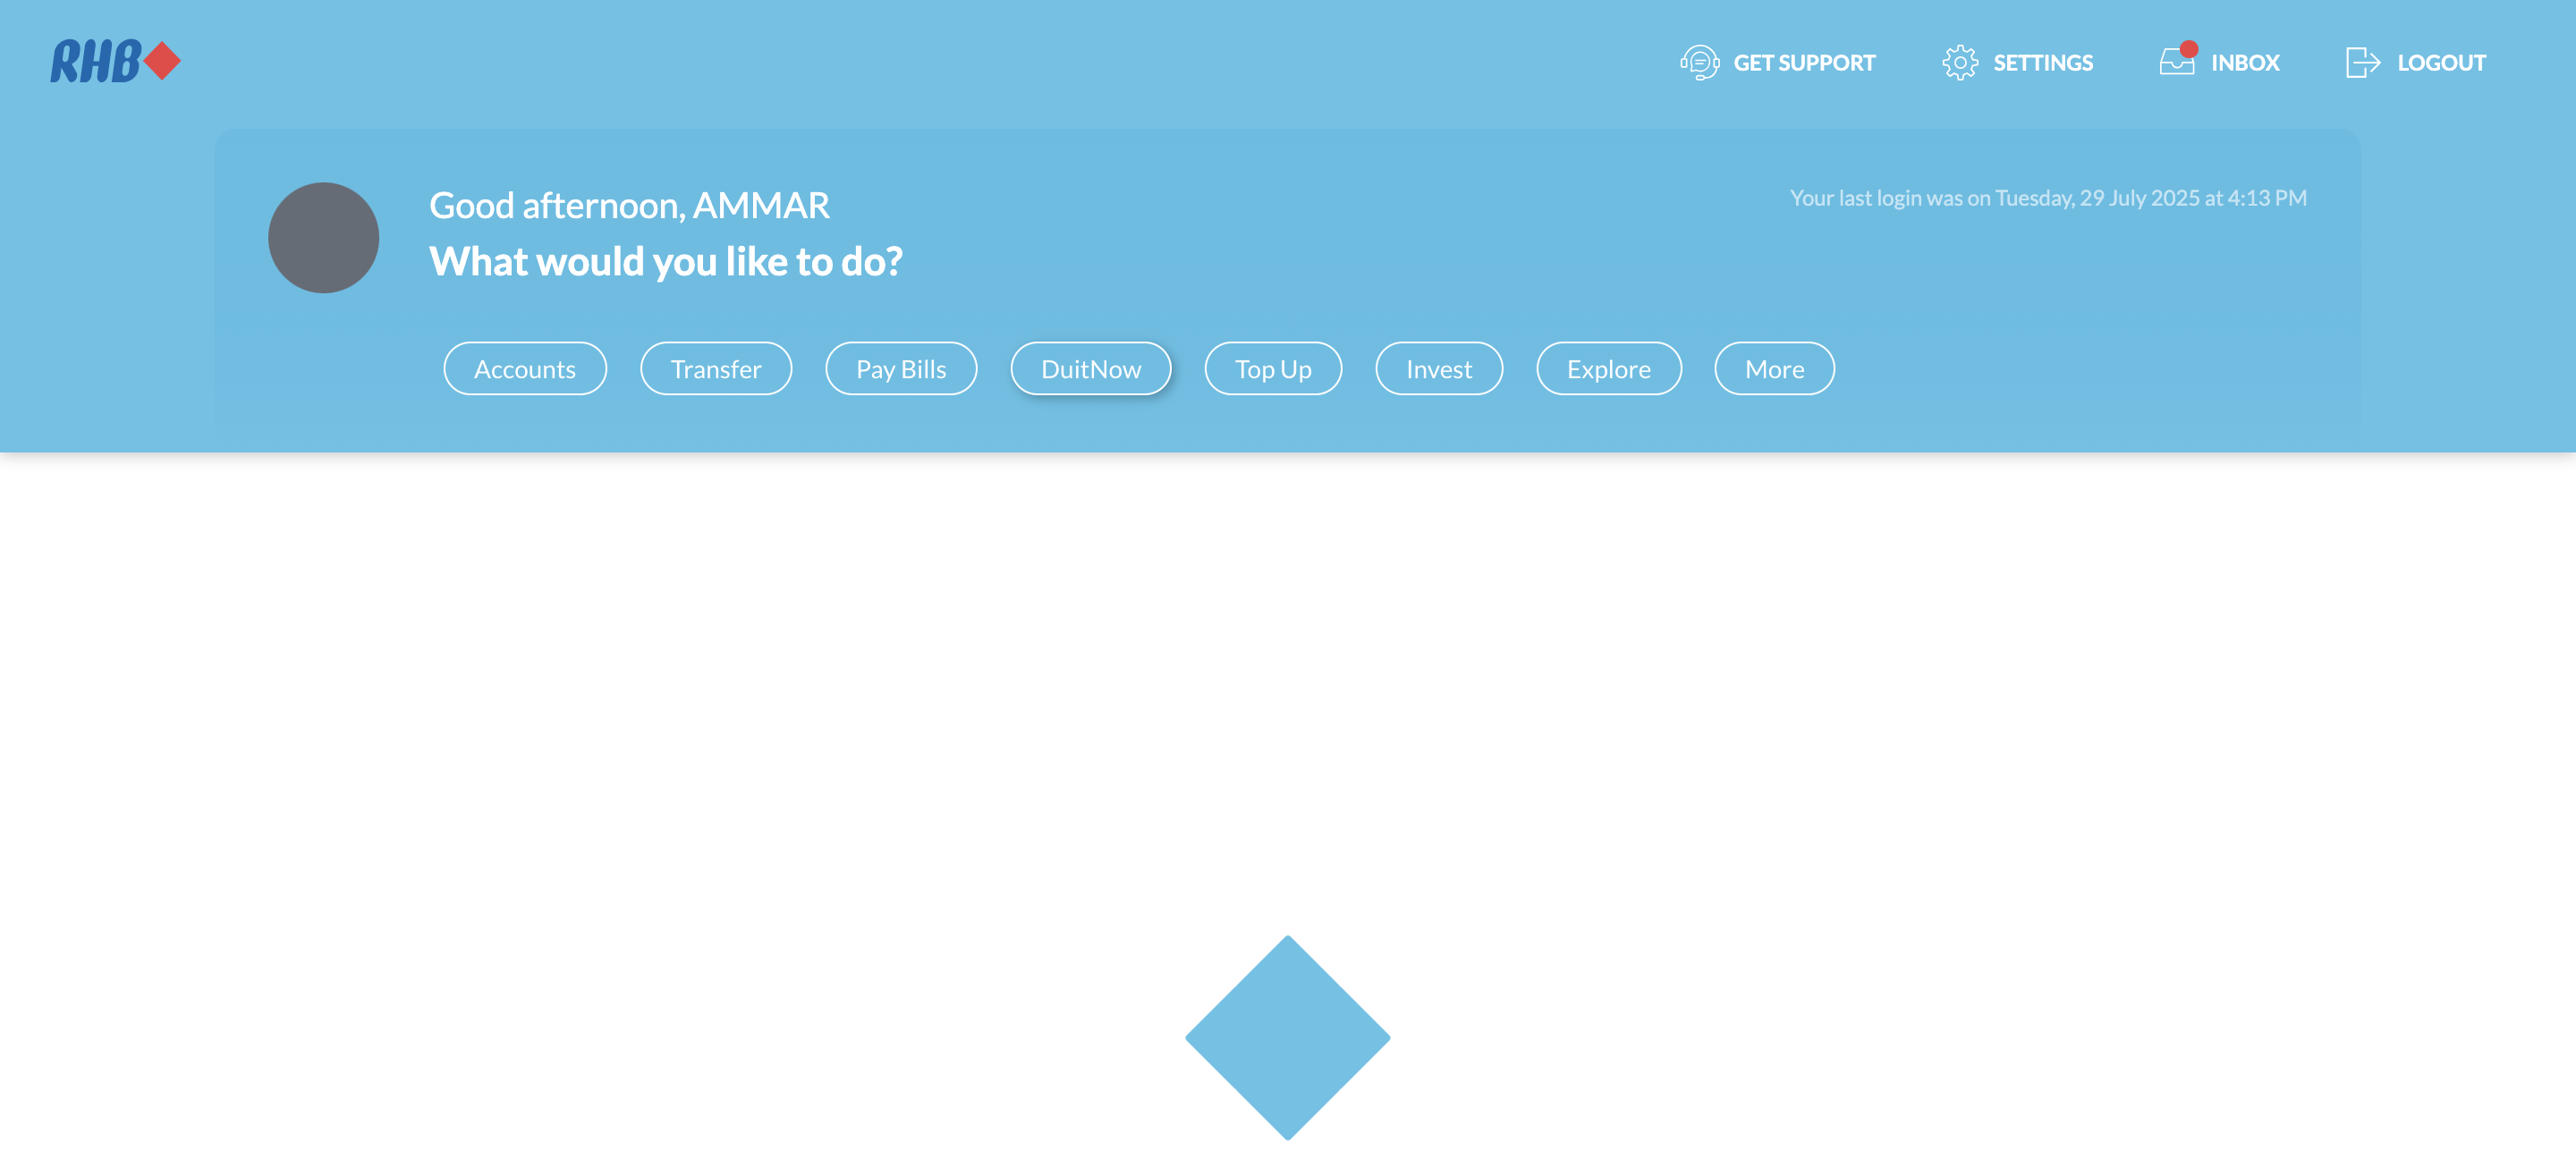 RHB
GET SUPPORT
SETTINGS
INBOX
LOGOUT
Good afternoon, AMMAR
Your last login was on Tuesday, 29 July 2025 at 4:13 PM
What would you like to do?
Accounts
Transfer
Pay Bills
DuitNow
Top Up
Invest
Explore
More